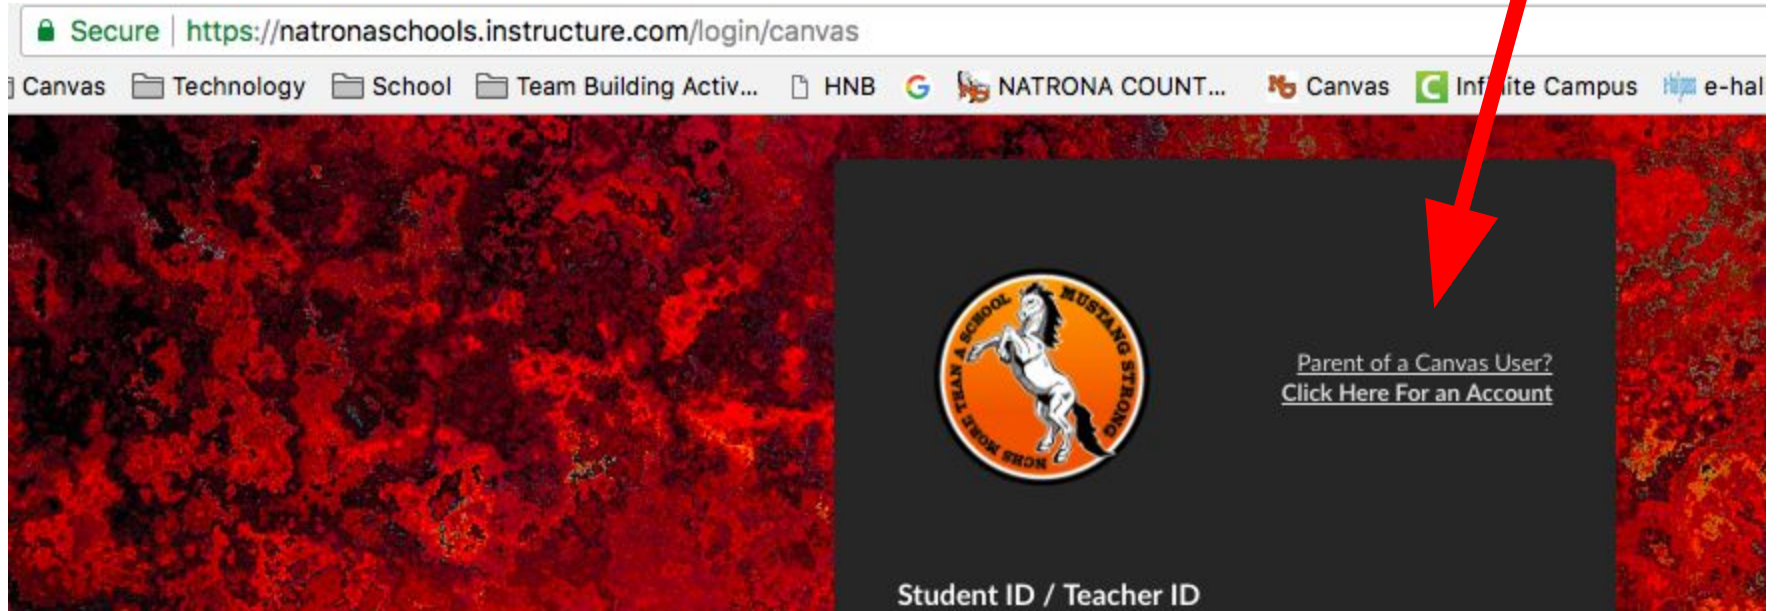 Secure | https://natronaschools.instructure.com/login/canvas
Canvas Technology School Team Building Activ... HNB NATRONA COUNT... Canvas Infinite Campus e-hal
NCHS MORE THAN A SCHOOL MUSTANG STRONG
Parent of a Canvas User?
Click Here For an Account
Student ID / Teacher ID